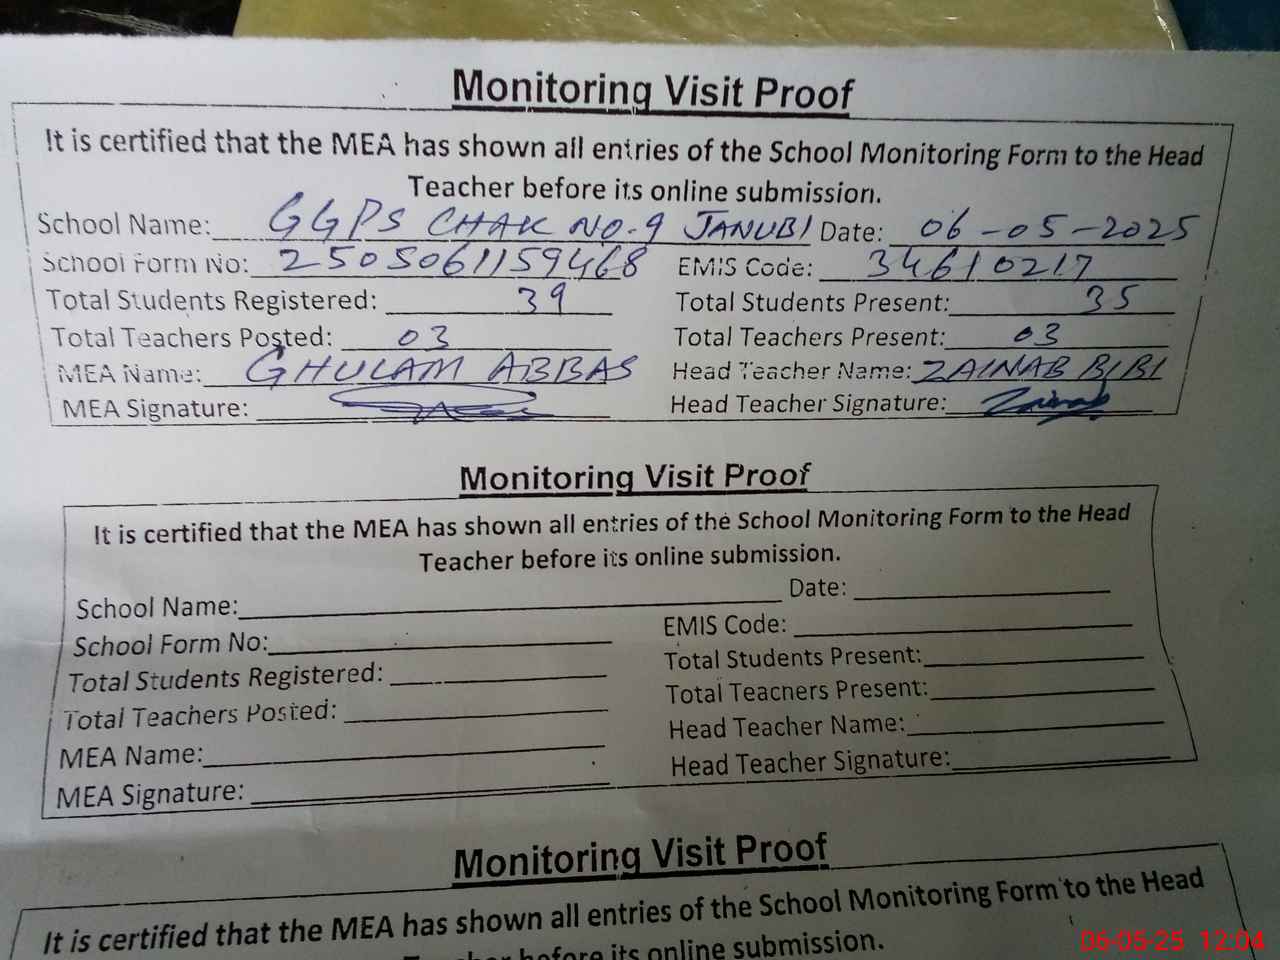 Monitoring Visit Proof
It is certified that the MEA has shown all entries of the School Monitoring Form to the Head
Teacher before its online submission.
School Name: GGPS CHAK NO.9 JANUBI Date: 06-05-2025
School Form No: 2505061159468 EMIS Code: 34610217
Total Students Registered: 39 Total Students Present: 35
Total Teachers Posted: 03 Total Teachers Present: 03
MEA Name: GHULAM ABBAS Head Teacher Name: ZAINAB BIBI
MEA Signature: Head Teacher Signature: Zainab
Monitoring Visit Proof
It is certified that the MEA has shown all entries of the School Monitoring Form to the Head
Teacher before its online submission.
School Name: Date:
School Form No: EMIS Code:
Total Students Registered: Total Students Present:
Total Teachers Posted: Total Teachers Present:
MEA Name: Head Teacher Name:
MEA Signature: Head Teacher Signature:
Monitoring Visit Proof
It is certified that the MEA has shown all entries of the School Monitoring Form to the Head
Teacher before its online submission.
06-05-25 12:04